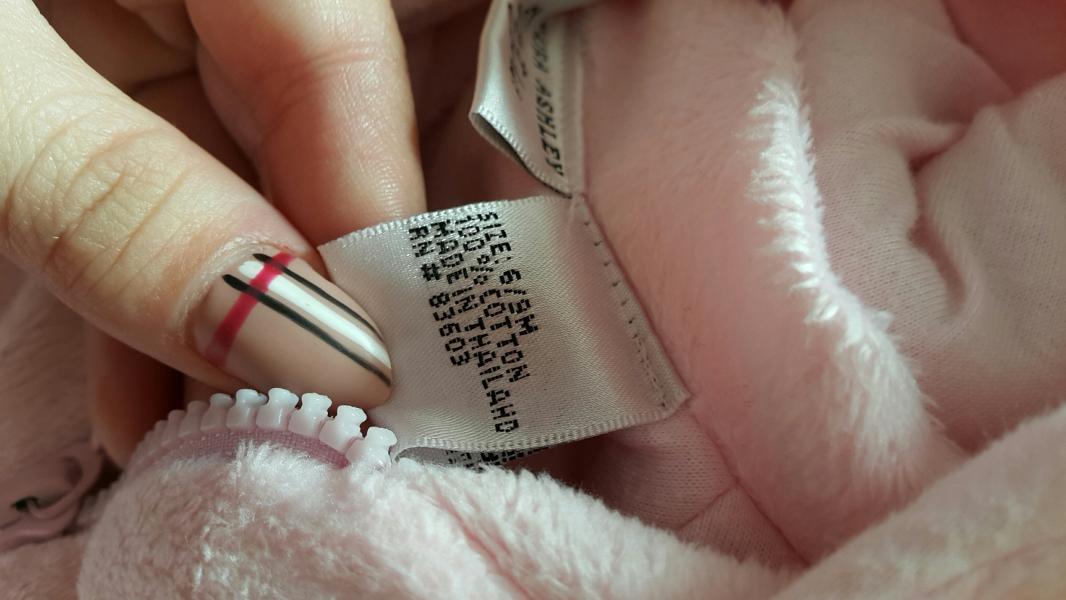 ASHLEY
SIZE: 6/9M
100% COTTON
MADE IN THAILAND
RN# 83603